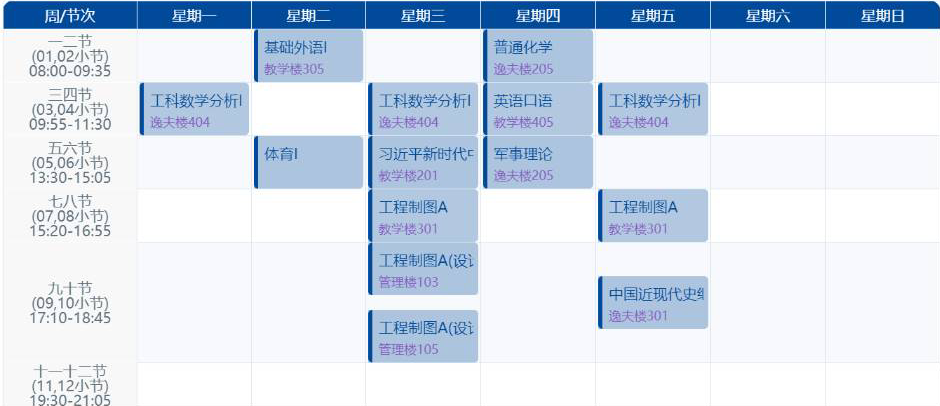 周/节次 星期一 星期二 星期三 星期四 星期五 星期六 星期日
一二节
(01,02小节)
08:00-09:35
基础外语I
教学楼305
普通化学
逸夫楼205
三四节
(03,04小节)
09:55-11:30
工科数学分析I
逸夫楼404
工科数学分析I
逸夫楼404
英语口语
教学楼405
工科数学分析I
逸夫楼404
五六节
(05,06小节)
13:30-15:05
体育I
习近平新时代中
教学楼201
军事理论
逸夫楼205
七八节
(07,08小节)
15:20-16:55
工程制图A
教学楼301
工程制图A
教学楼301
九十节
(09,10小节)
17:10-18:45
工程制图A(设计
管理楼103
工程制图A(设计
管理楼105
中国近现代史纲
逸夫楼301
十一十二节
(11,12小节)
19:30-21:05